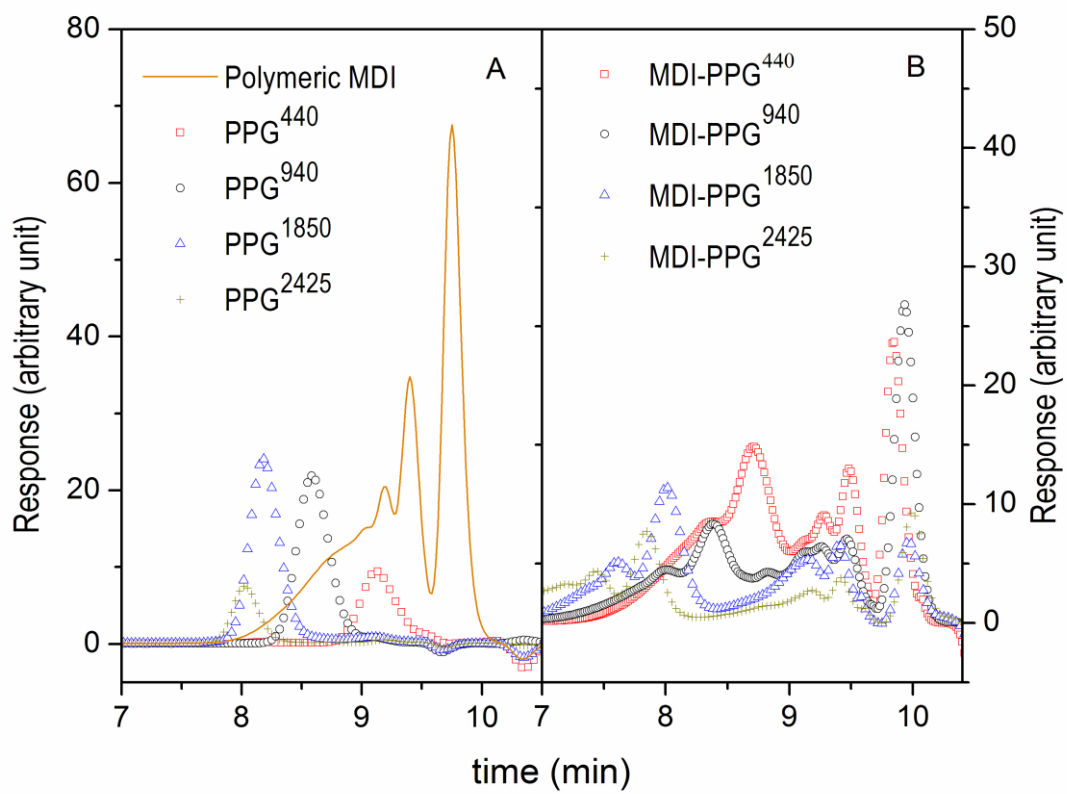 80
60
40
20
0
Response (arbitrary unit)
A
Polymeric MDI
PPG440
PPG940
PPG1850
PPG2425
7
8
9
10
B
MDI-PPG440
MDI-PPG940
MDI-PPG1850
MDI-PPG2425
7
8
9
10
50
40
30
20
10
0
Response (arbitrary unit)
time (min)